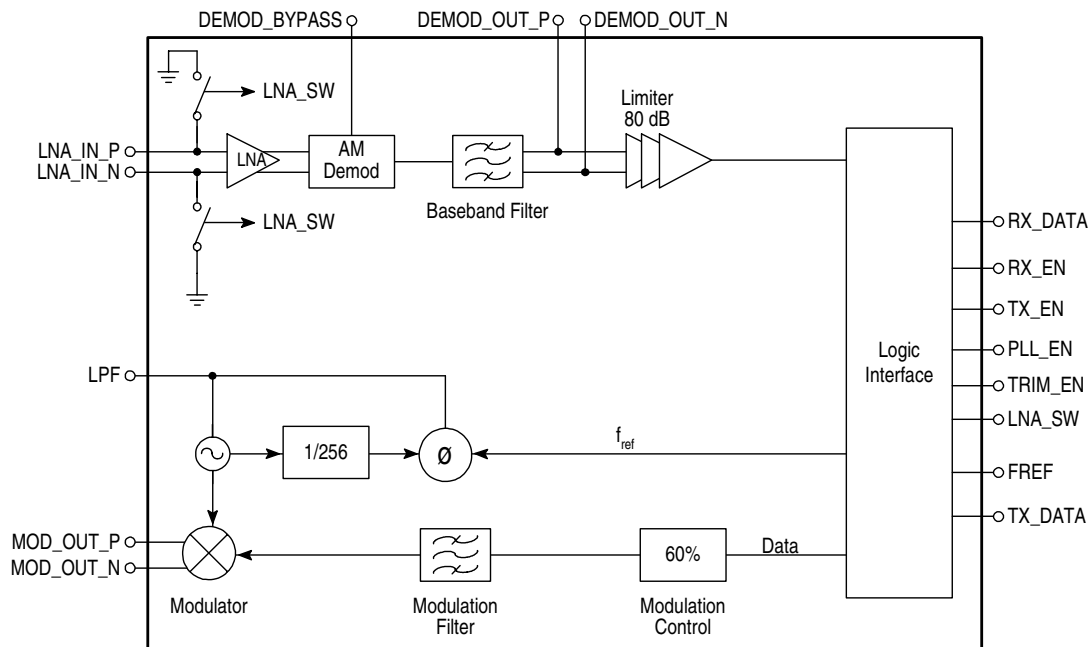 DEMOD_BYPASS
DEMOD_OUT_P
DEMOD_OUT_N
LNA_SW
Limiter
80 dB
LNA_IN_P
LNA_IN_N
LNA
AM
Demod
Baseband Filter
LNA_SW
RX_DATA
RX_EN
TX_EN
PLL_EN
TRIM_EN
LNA_SW
FREF
TX_DATA
Logic
Interface
LPF
1/256
Ø
fref
MOD_OUT_P
MOD_OUT_N
60%
Data
Modulator
Modulation
Filter
Modulation
Control